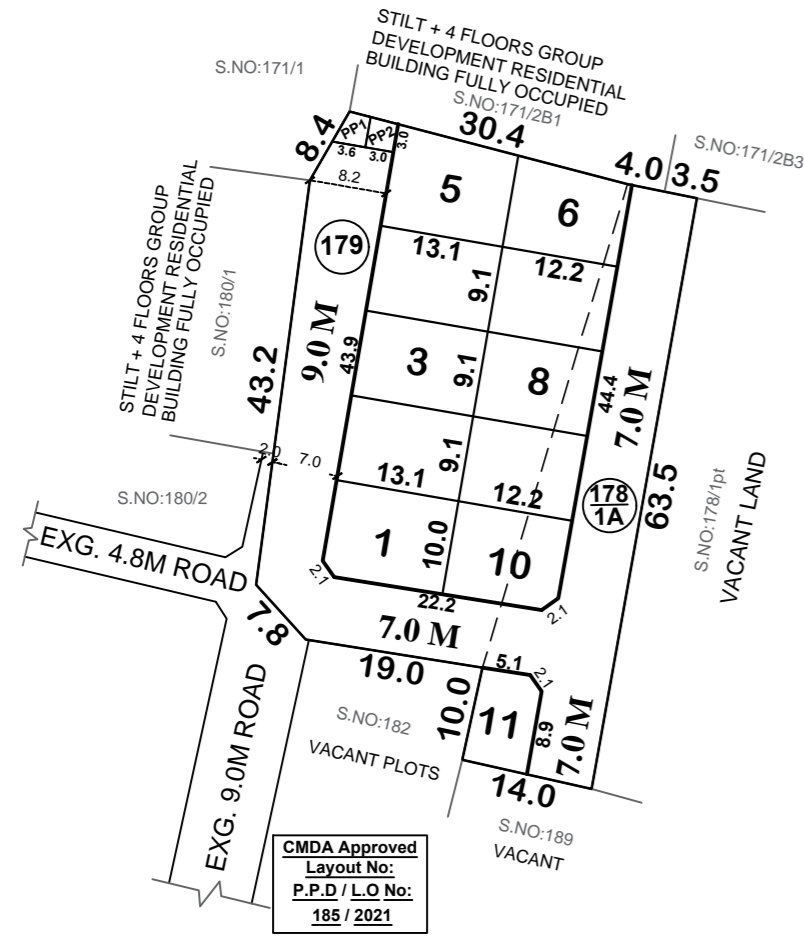 STILT + 4 FLOORS GROUP
DEVELOPMENT RESIDENTIAL
BUILDING FULLY OCCUPIED
S.NO:171/1
S.NO:171/2B1
30.4
S.NO:171/2B3
4.0
3.5
8.4
PP1
PP2
3.0
3.6
3.0
8.2
5
6
STILT + 4 FLOORS GROUP
DEVELOPMENT RESIDENTIAL
BUILDING FULLY OCCUPIED
S.NO:180/1
179
13.1
12.2
9.1
9.0 M
43.9
43.2
3
9.1
8
44.4
7.0 M
9.1
2.0
7.0
13.1
12.2
178
1A
63.5
S.NO:178/1pt
VACANT LAND
S.NO:180/2
EXG. 4.8M ROAD
1
10.0
10
2.1
22.2
2.1
7.8
7.0 M
19.0
5.1
2.1
S.NO:182
10.0
11
8.9
7.0 M
VACANT PLOTS
EXG. 9.0M ROAD
14.0
S.NO:189
VACANT
CMDA Approved
Layout No:
P.P.D / L.O No:
185 / 2021